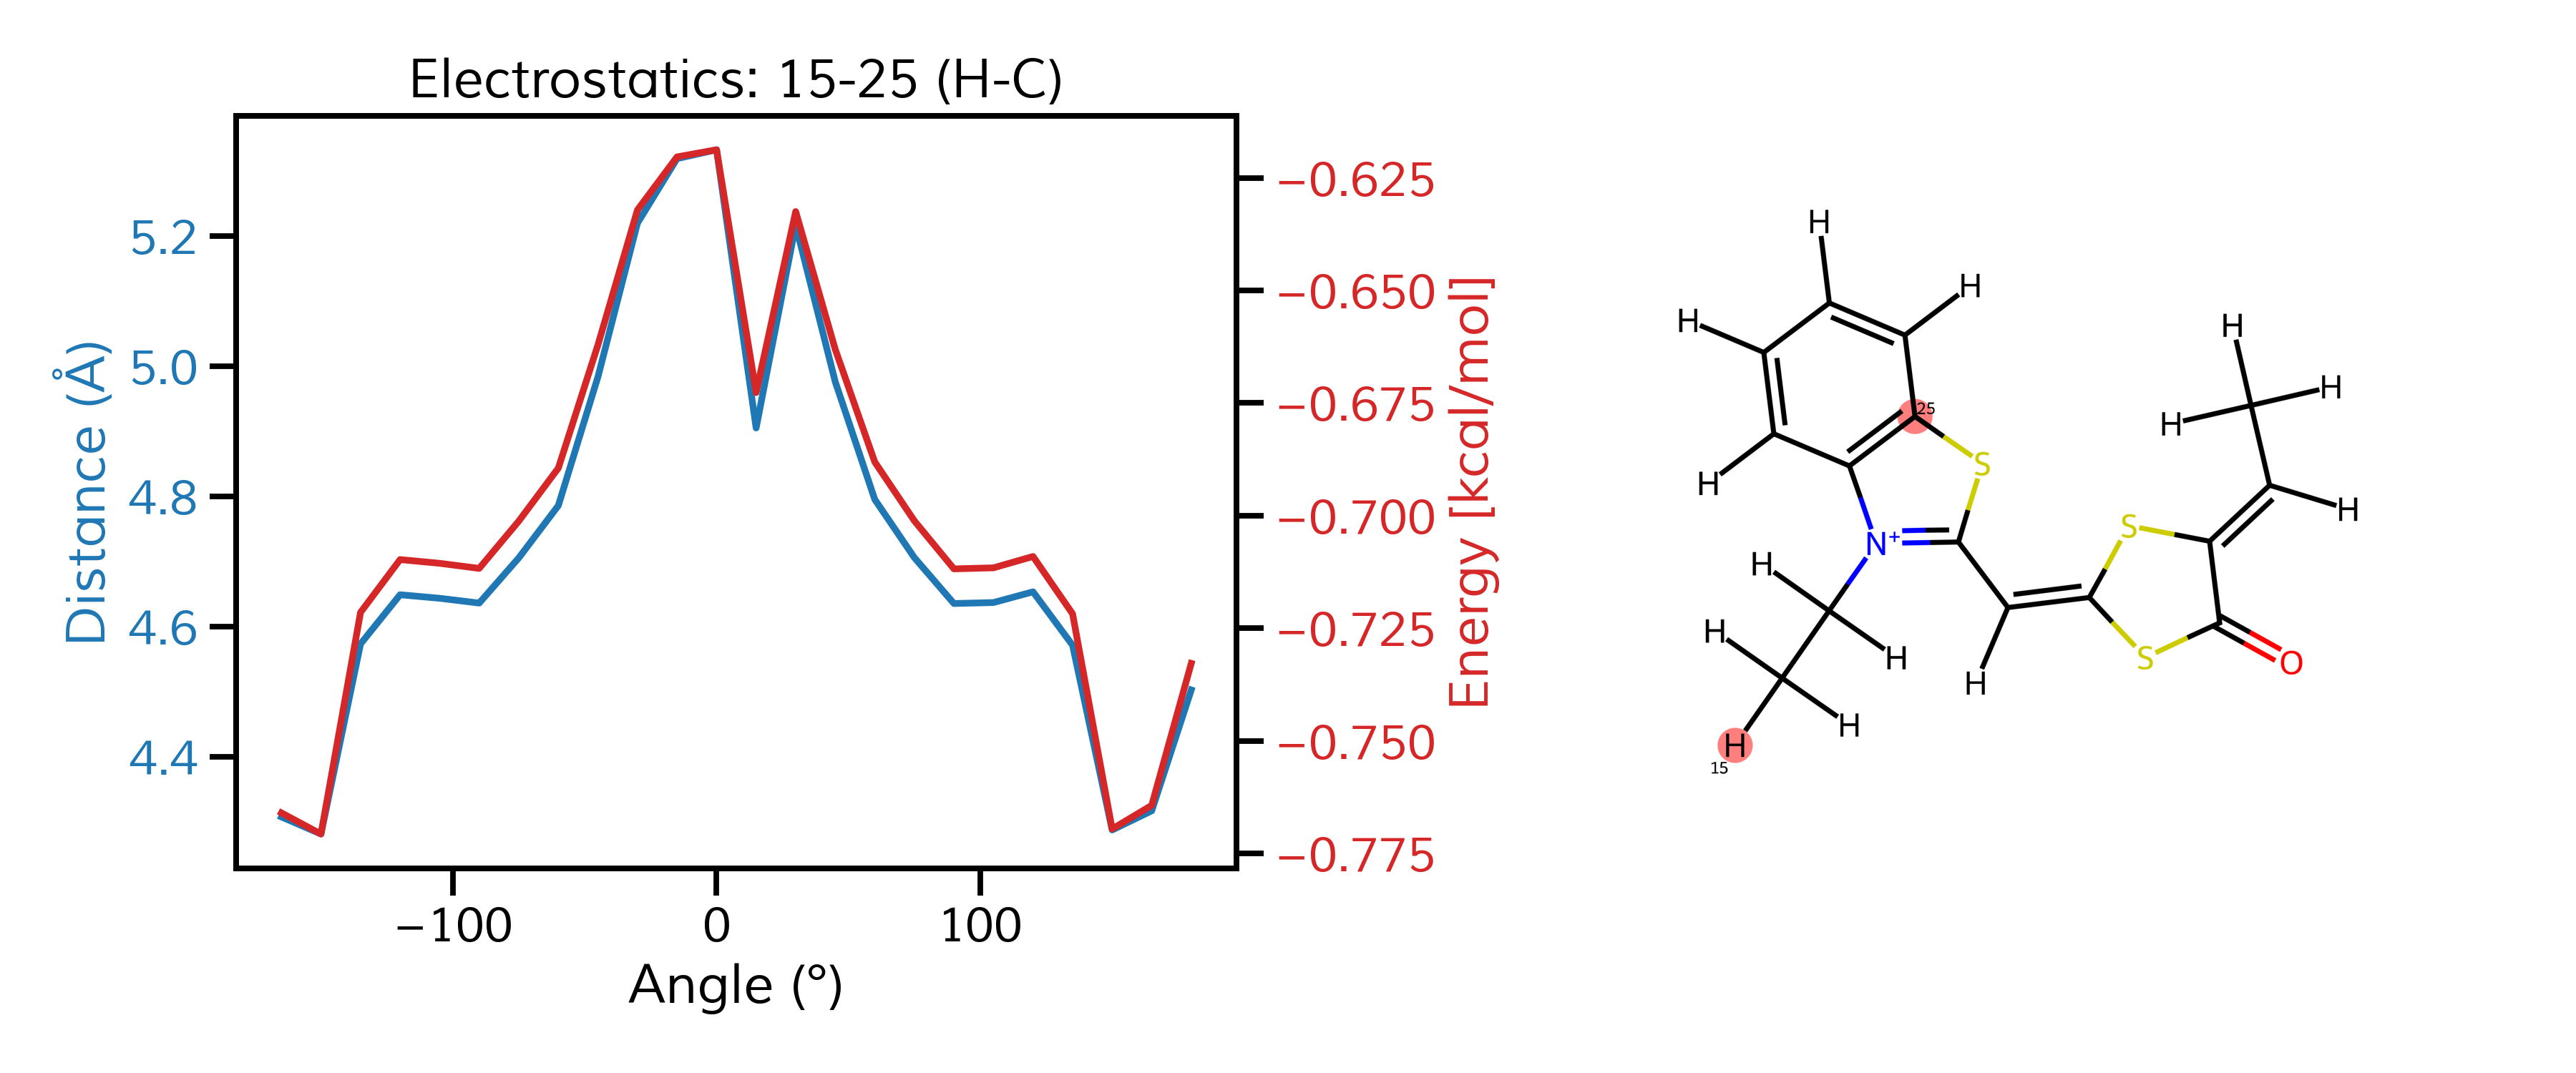 Electrostatics: 15-25 (H-C)
Distance (Å)
5.2
5.0
4.8
4.6
4.4
−0.625
−0.650
−0.675
−0.700
−0.725
−0.750
−0.775
Energy [kcal/mol]
−100
0
100
Angle (°)
H
H
H
H
H
H
25
H
S
H
H
S
N+
H
H
H
S
O
H
H
H
15